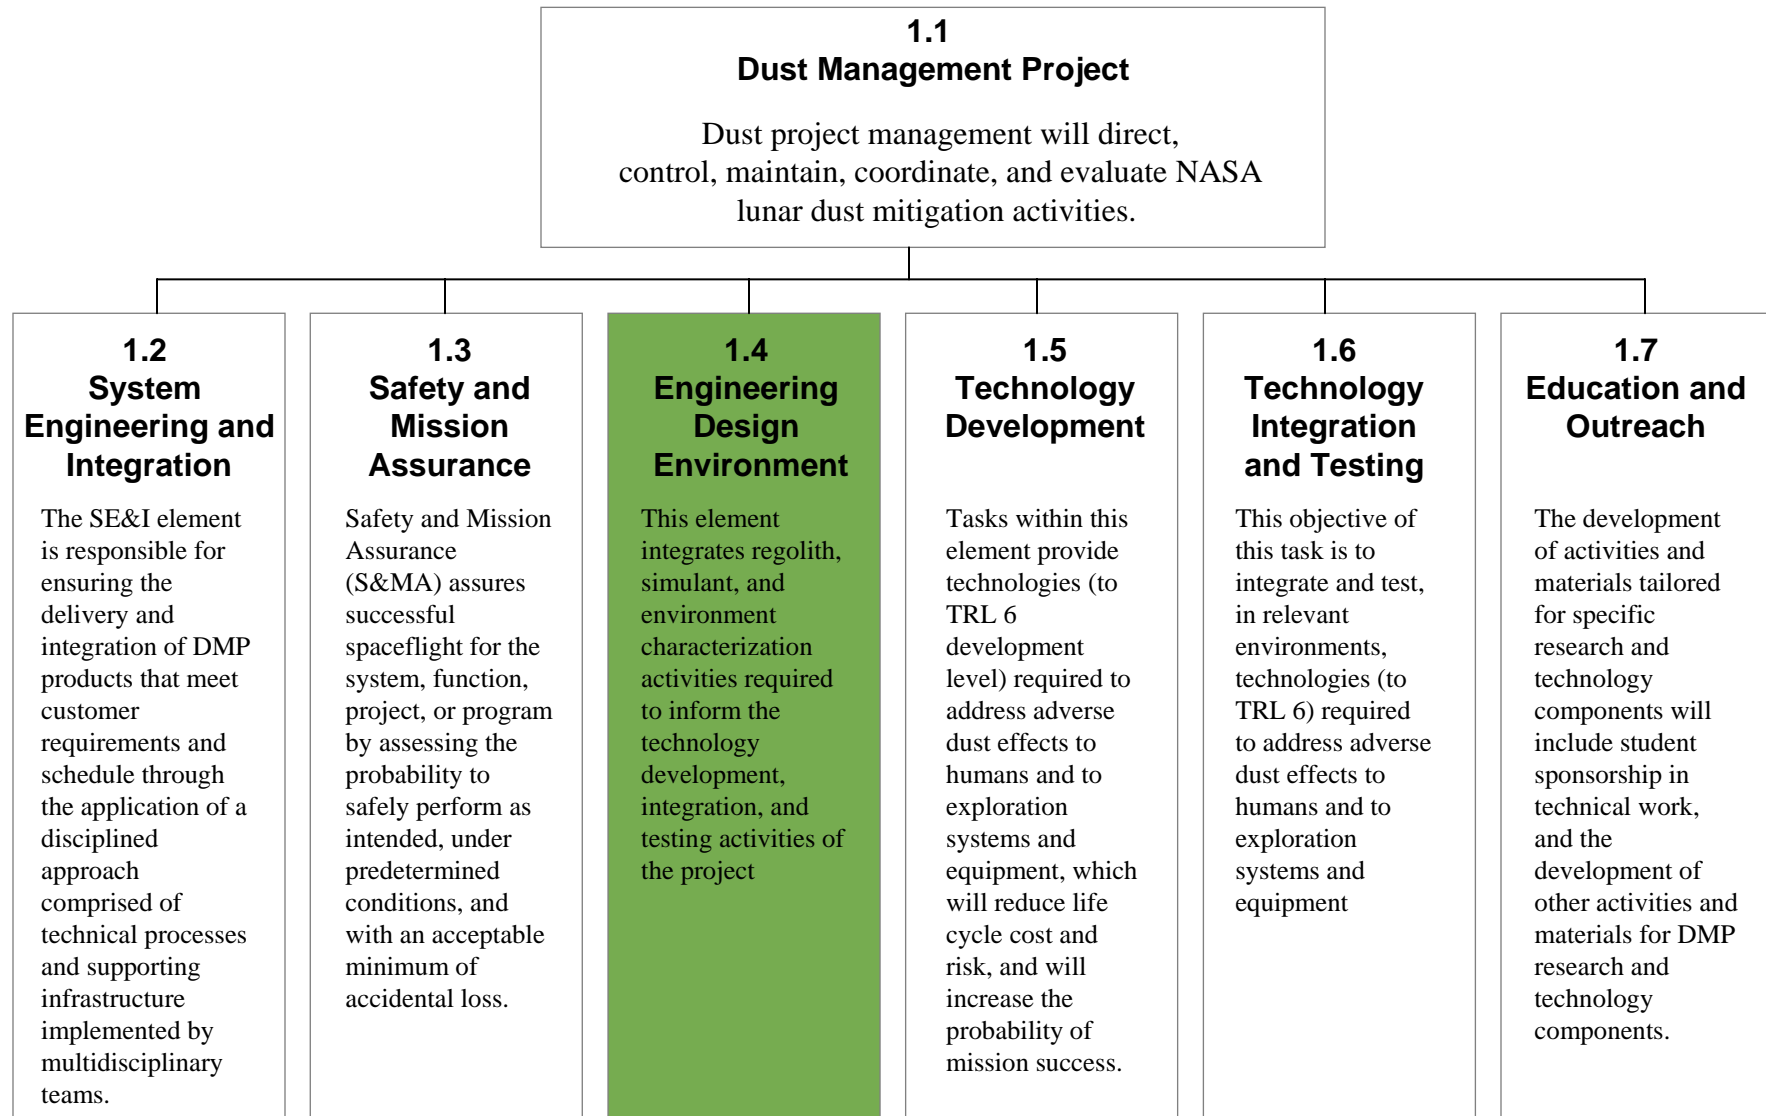 1.1
Dust Management Project
Dust project management will direct,
control, maintain, coordinate, and evaluate NASA
lunar dust mitigation activities.
1.2
System
Engineering and
Integration
The SE&I element
is responsible for
ensuring the
delivery and
integration of DMP
products that meet
customer
requirements and
schedule through
the application of a
disciplined
approach
comprised of
technical processes
and supporting
infrastructure
implemented by
multidisciplinary
teams.
1.3
Safety and
Mission
Assurance
Safety and Mission
Assurance
(S&MA) assures
successful
spaceflight for the
system, function,
project, or program
by assessing the
probability to
safely perform as
intended, under
predetermined
conditions, and
with an acceptable
minimum of
accidental loss.
1.4
Engineering
Design
Environment
This element
integrates regolith,
simulant, and
environment
characterization
activities required
to inform the
technology
development,
integration, and
testing activities of
the project
1.5
Technology
Development
Tasks within this
element provide
technologies (to
TRL 6
development
level) required to
address adverse
dust effects to
humans and to
exploration
systems and
equipment, which
will reduce life
cycle cost and
risk, and will
increase the
probability of
mission success.
1.6
Technology
Integration
and Testing
This objective of
this task is to
integrate and test,
in relevant
environments,
technologies (to
TRL 6) required
to address adverse
dust effects to
humans and to
exploration
systems and
equipment
1.7
Education and
Outreach
The development
of activities and
materials tailored
for specific
research and
technology
components will
include student
sponsorship in
technical work,
and the
development of
other activities and
materials for DMP
research and
technology
components.